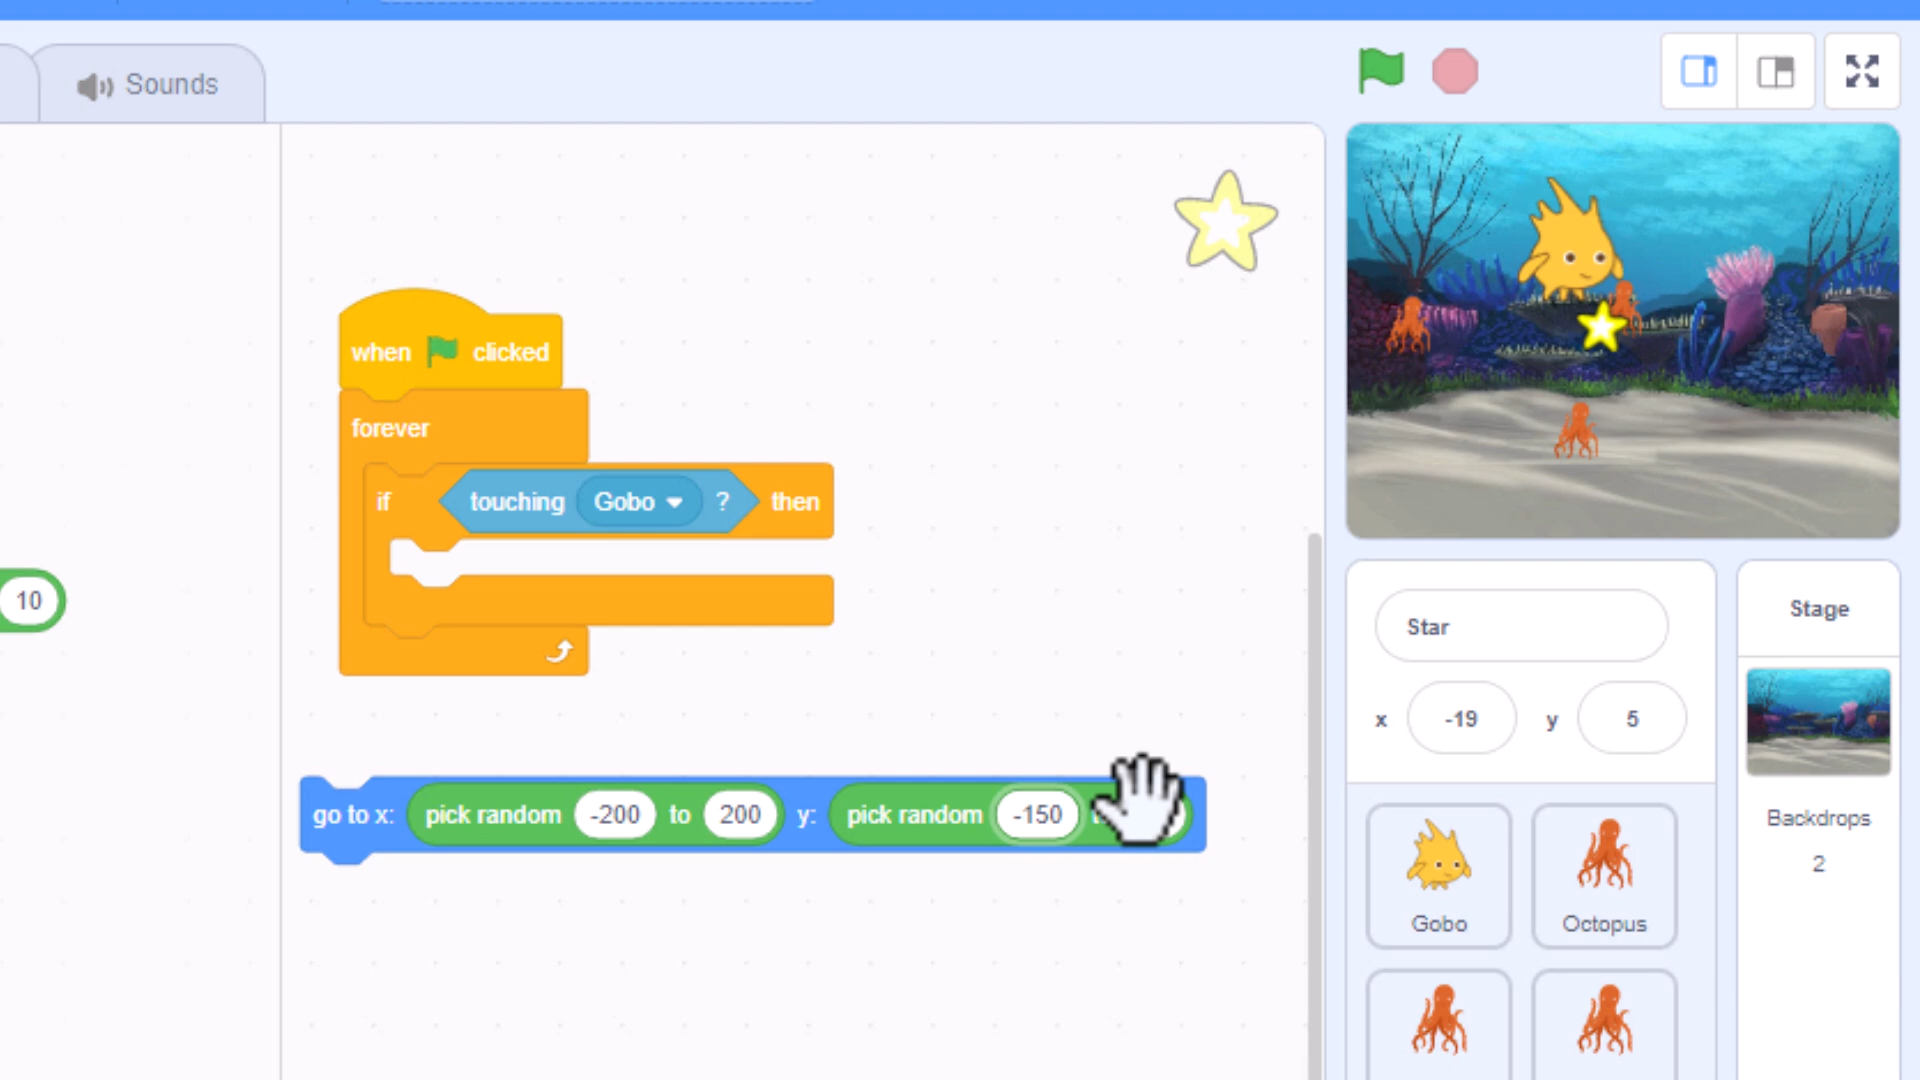 Sounds
when clicked
forever
if touching Gobo ? then
10
go to x: pick random -200 to 200 y: pick random -150
Star
x -19 y 5
Stage
Backdrops
2
Gobo
Octopus